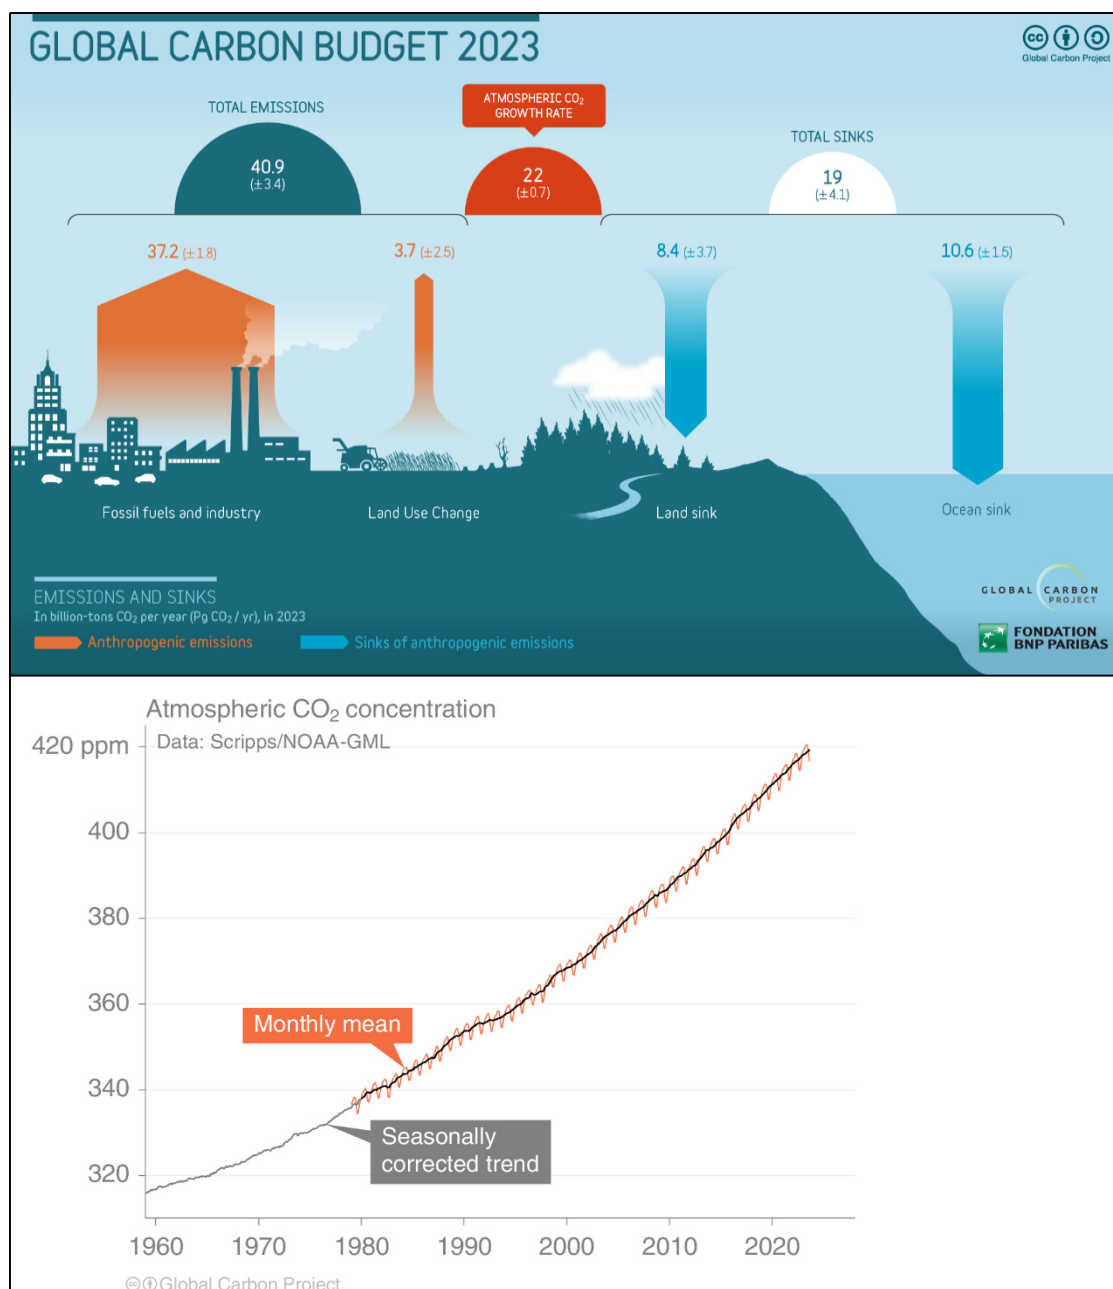 GLOBAL CARBON BUDGET 2023
cc
Global Carbon Project
TOTAL EMISSIONS
40.9
(±3.4)
ATMOSPHERIC CO₂
GROWTH RATE
22
(±0.7)
TOTAL SINKS
19
(±4.1)
37.2 (±1.8)
3.7 (±2.5)
8.4 (±3.7)
10.6 (±1.5)
Fossil fuels and industry
Land Use Change
Land sink
Ocean sink
EMISSIONS AND SINKS
In billion-tons CO₂ per year (Pg CO₂ / yr), in 2023
Anthropogenic emissions
Sinks of anthropogenic emissions
GLOBAL CARBON
PROJECT
FONDATION
BNP PARIBAS
Atmospheric CO₂ concentration
Data: Scripps/NOAA-GML
420 ppm
400
380
360
340
320
Monthly mean
Seasonally
corrected trend
1960
1970
1980
1990
2000
2010
2020
cc Global Carbon Project